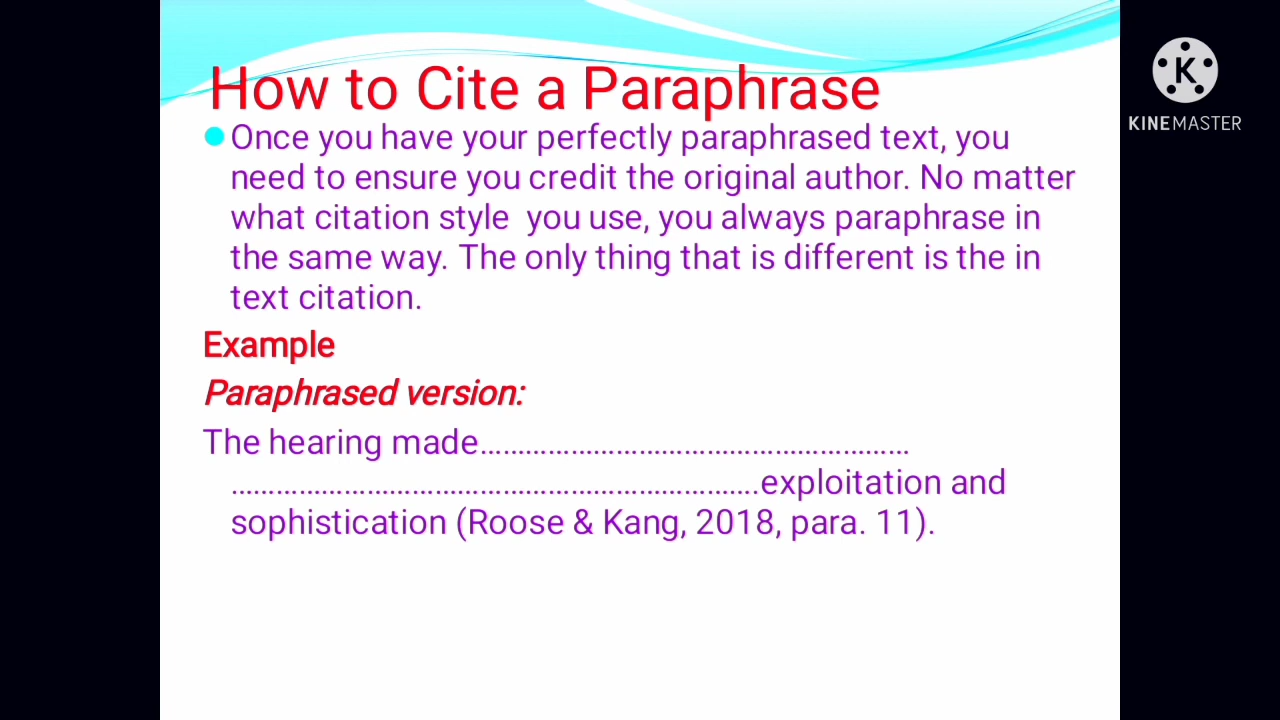 How to Cite a Paraphrase
K
KINEMASTER
Once you have your perfectly paraphrased text, you
need to ensure you credit the original author. No matter
what citation style you use, you always paraphrase in
the same way. The only thing that is different is the in
text citation.
Example
Paraphrased version:
The hearing made………………………………………………
…………………………………………………………….exploitation and
sophistication (Roose & Kang, 2018, para. 11).